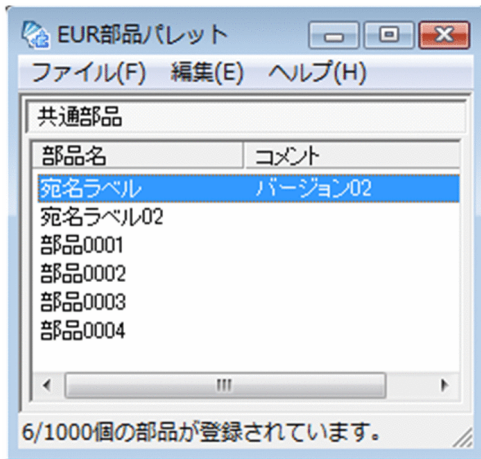 EUR部品パレット
ファイル(F) 編集(E) ヘルプ(H)
共通部品
部品名 コメント
宛名ラベル バージョン02
宛名ラベル02
部品0001
部品0002
部品0003
部品0004
6/1000個の部品が登録されています。